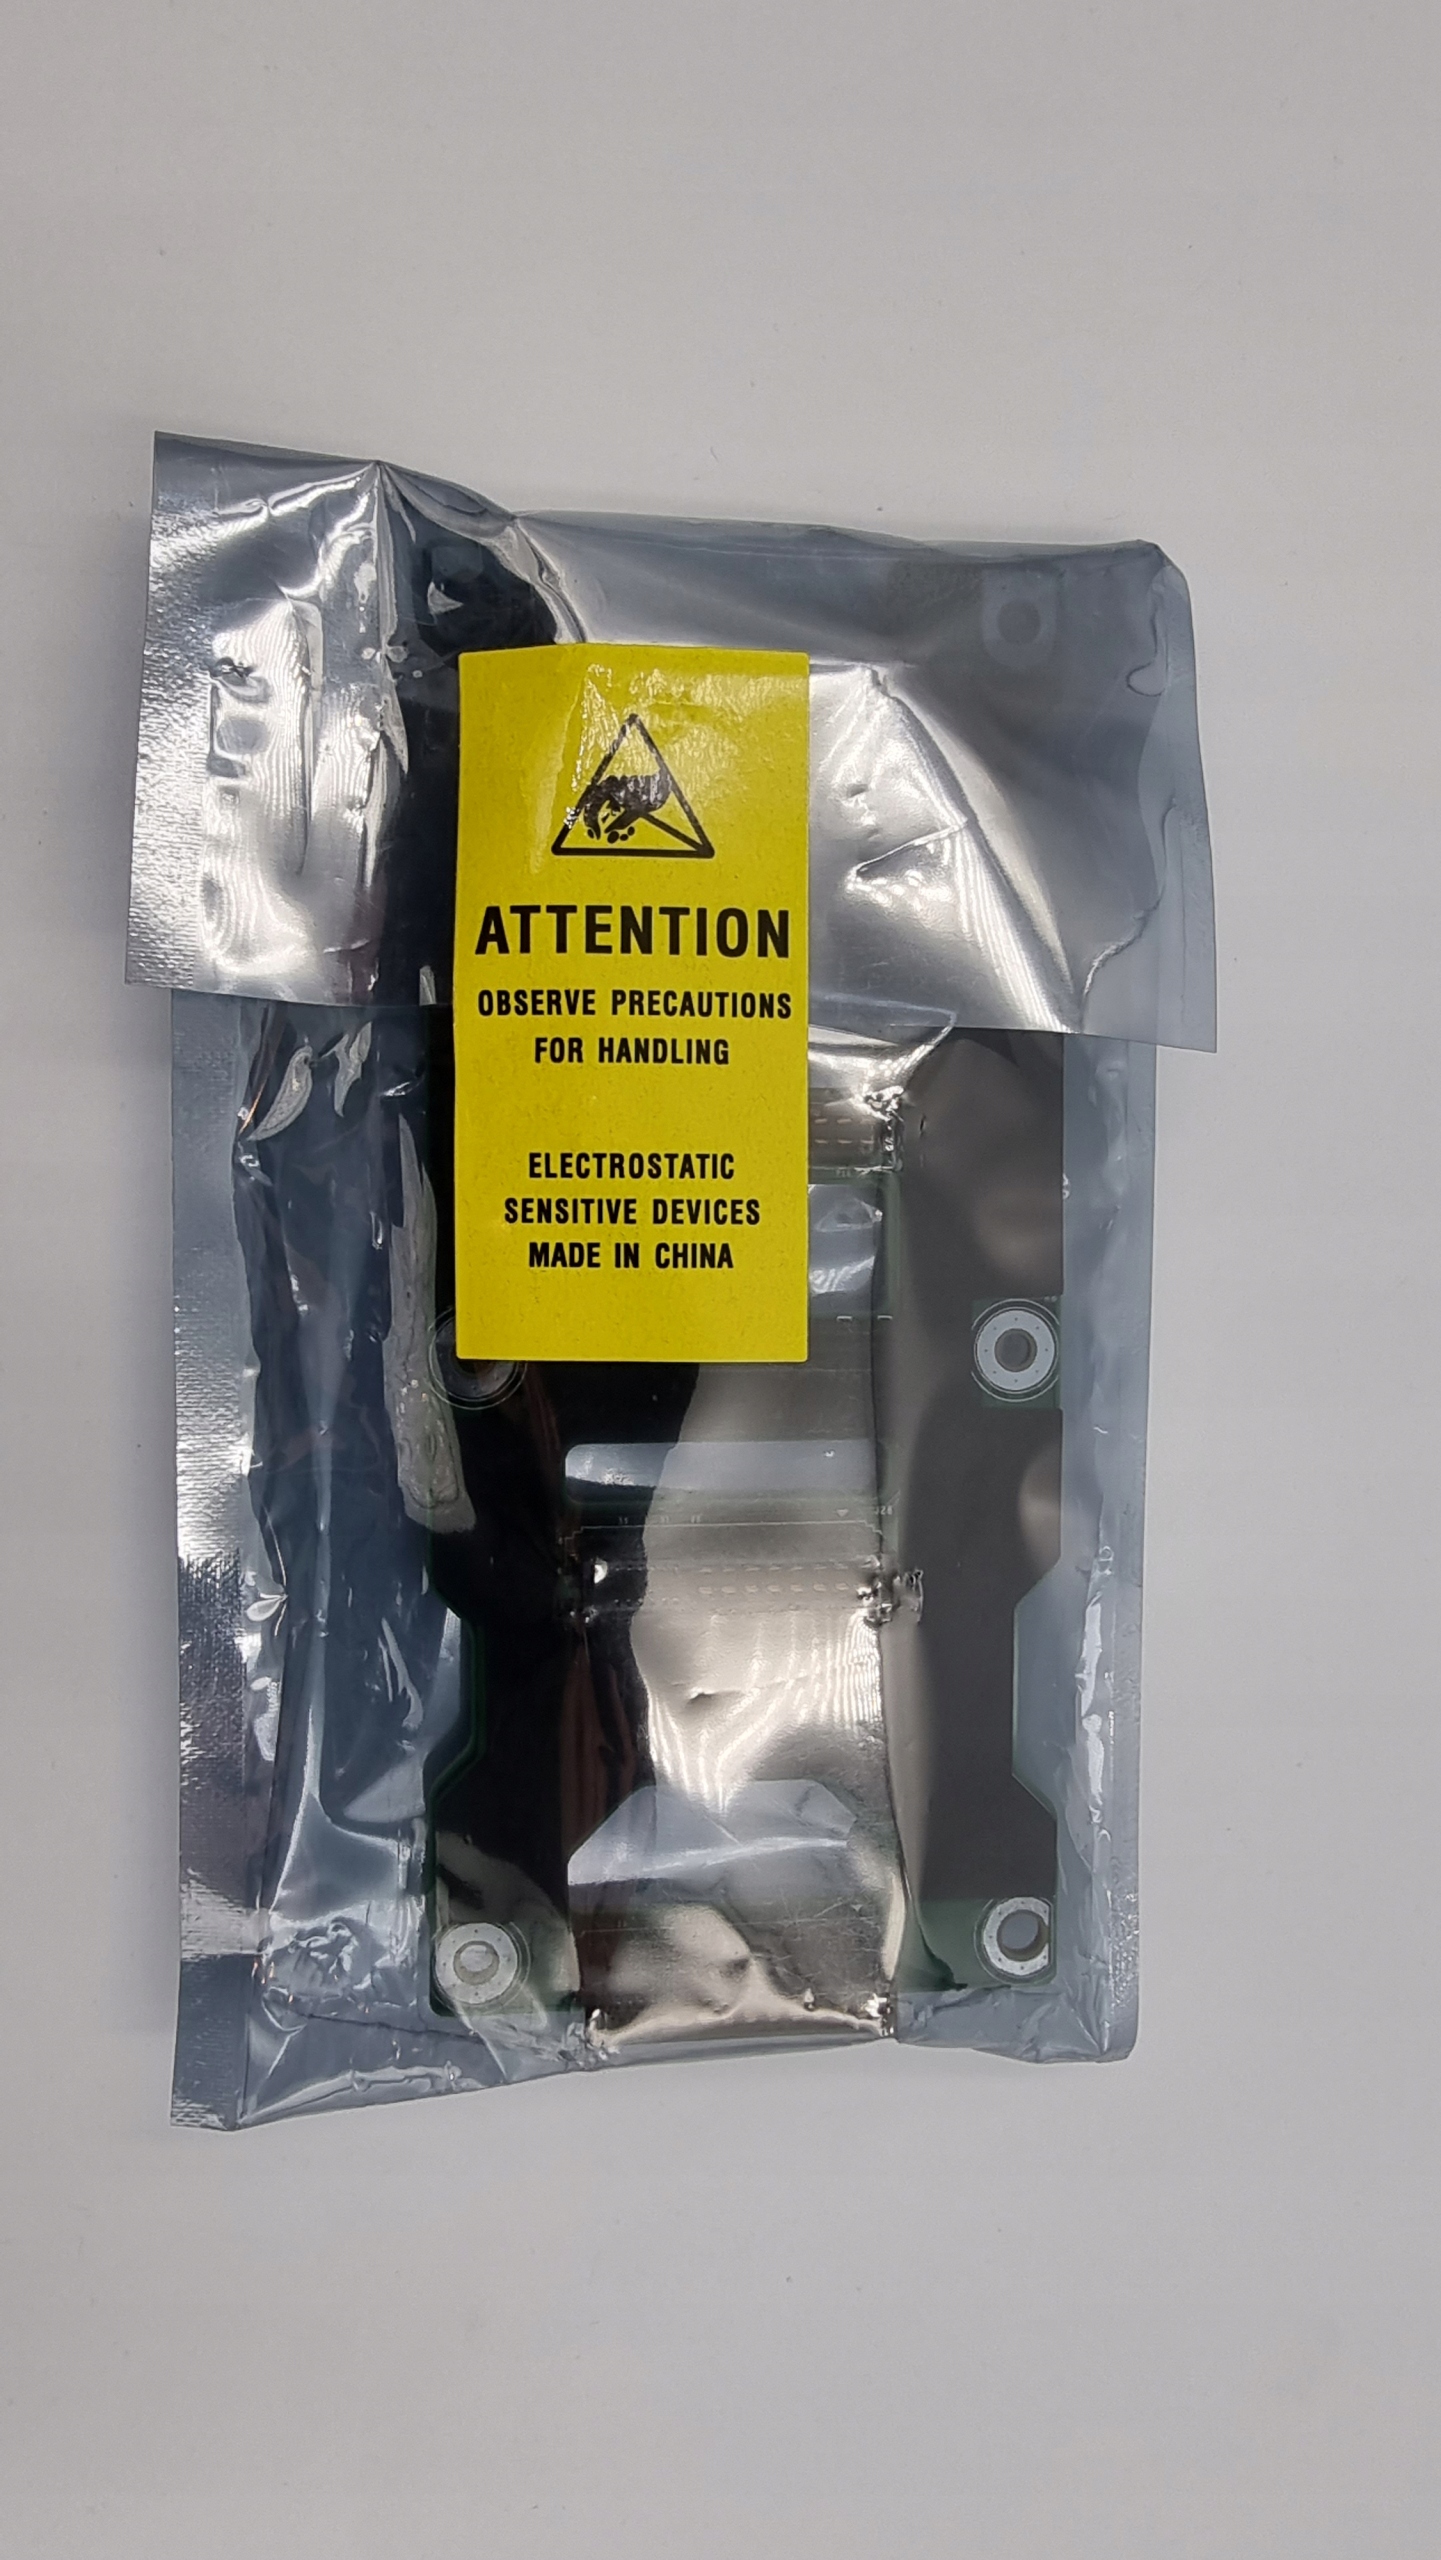 ATTENTION
OBSERVE PRECAUTIONS
FOR HANDLING
ELECTROSTATIC
SENSITIVE DEVICES
MADE IN CHINA